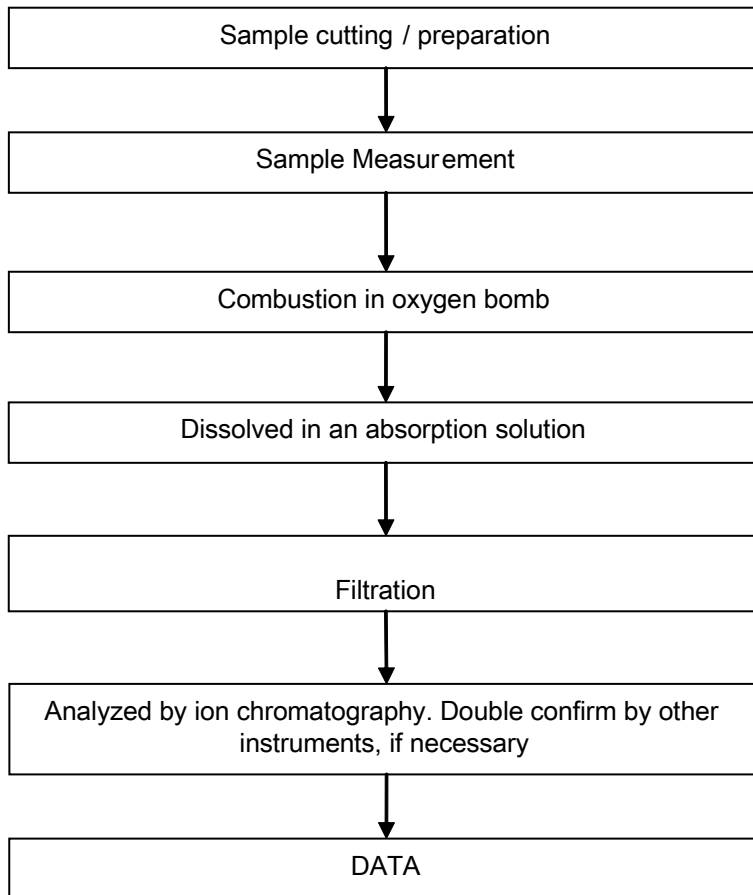 Sample cutting / preparation
Sample Measurement
Combustion in oxygen bomb
Dissolved in an absorption solution
Filtration
Analyzed by ion chromatography. Double confirm by other
instruments, if necessary
DATA